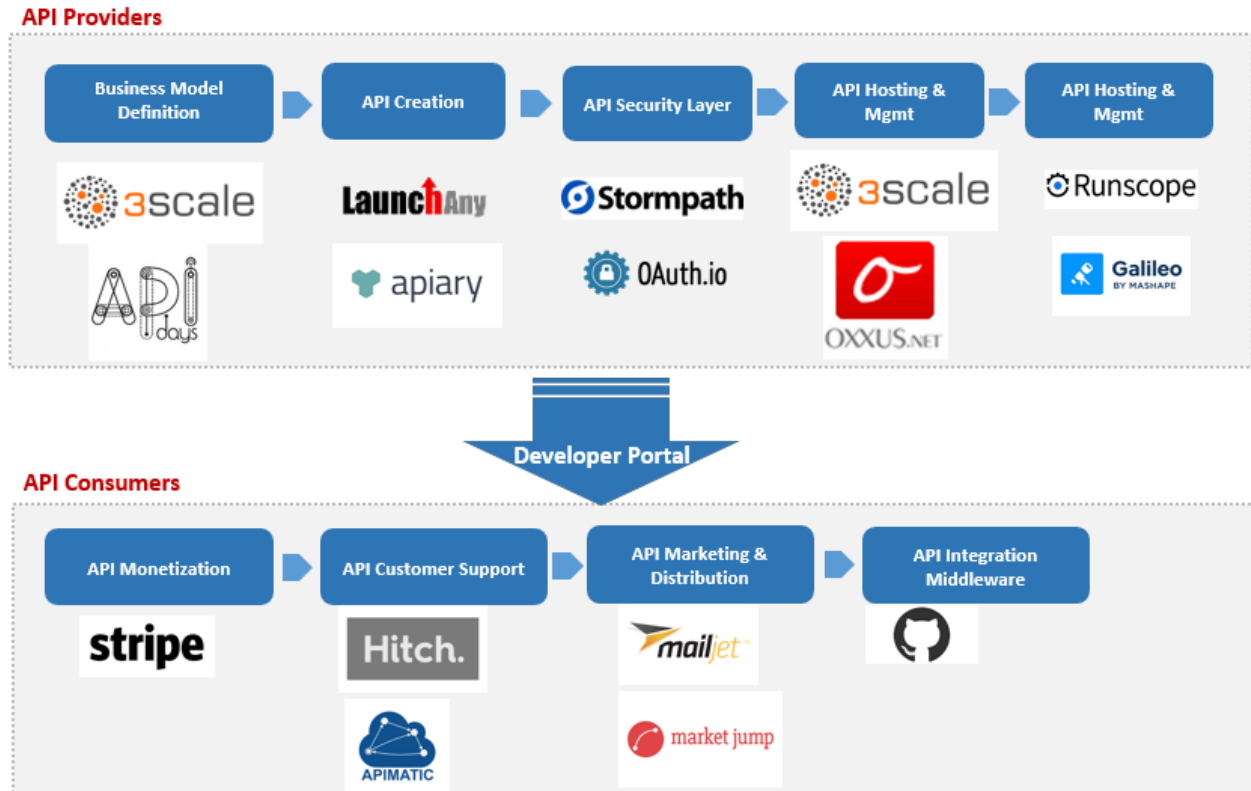 API Providers
Business Model
Definition
API Creation
API Security Layer
API Hosting &
Mgmt
API Hosting &
Mgmt
3scale
API
days
LaunchAny
apiary
Stormpath
OAuth.io
3scale
OXXUS.NET
Runscope
Galileo
BY MASHAPE
Developer Portal
API Consumers
API Monetization
API Customer Support
API Marketing &
Distribution
API Integration
Middleware
stripe
Hitch.
APIMATIC
mailjet™
market jump